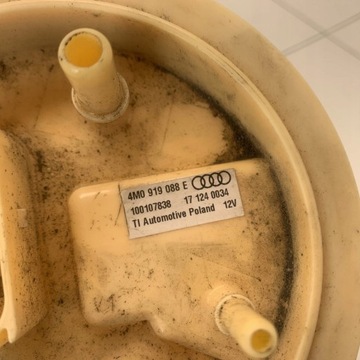 4M0 919 088 E
100107838 17 124 0034
TI Automotive Poland 12V